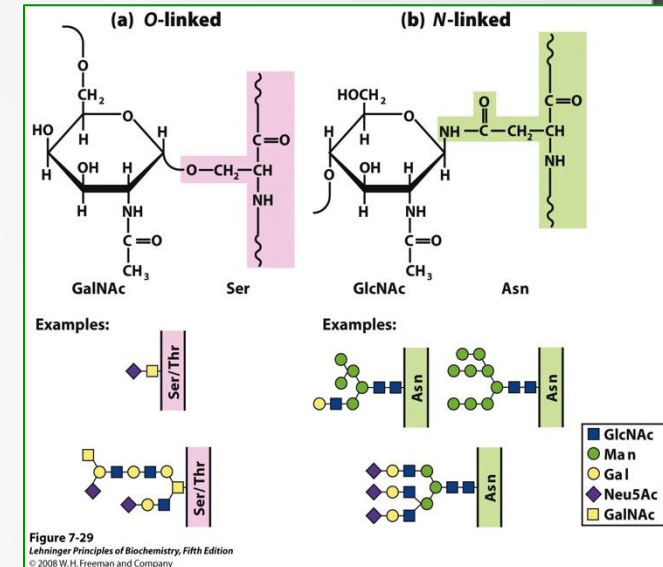 (a) O-linked
(b) N-linked
O
CH₂
O
HO
H
H
H
OH
H
H
NH
C=O
CH₃
O—CH₂—CH
C=O
NH
GalNAc
Ser
HOCH₂
O
H
H
O
OH
H
H
H
NH
C=O
CH₃
NH—C—CH₂—CH
O
C=O
NH
GlcNAc
Asn
Examples:
Ser/Thr
Ser/Thr
Examples:
Asn
Asn
Asn
GlcNAc
Man
Gal
Neu5Ac
GalNAc
Figure 7-29
Lehninger Principles of Biochemistry, Fifth Edition
© 2008 W. H. Freeman and Company